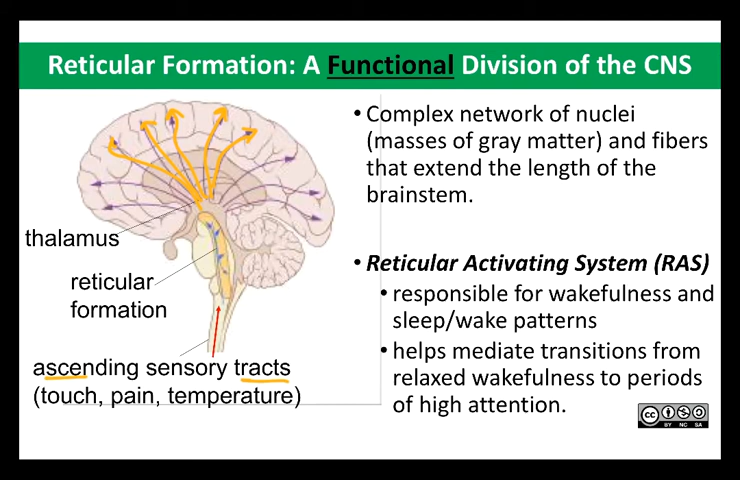 Reticular Formation: A Functional Division of the CNS
• Complex network of nuclei
(masses of gray matter) and fibers
that extend the length of the
brainstem.
• Reticular Activating System (RAS)
• responsible for wakefulness and
sleep/wake patterns
• helps mediate transitions from
relaxed wakefulness to periods
of high attention.
thalamus
reticular
formation
ascending sensory tracts
(touch, pain, temperature)
cc
BY NC SA